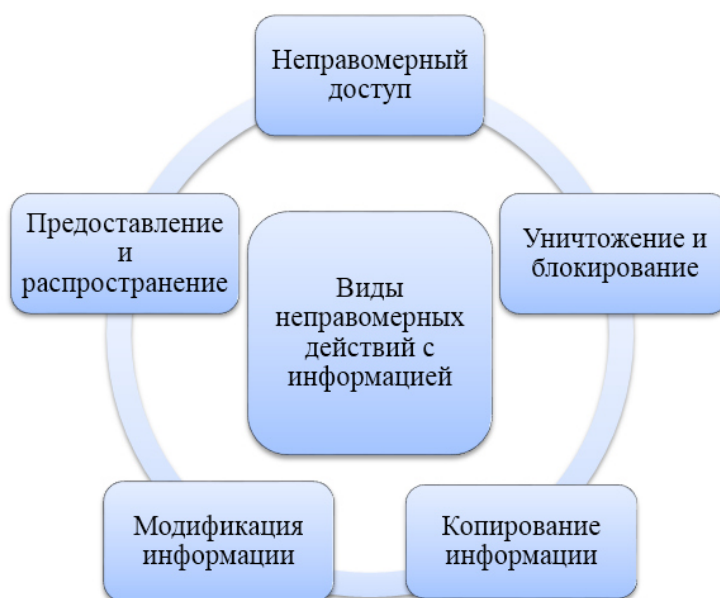 Неправомерный
доступ
Предоставление
и
распространение
Уничтожение и
блокирование
Виды
неправомерных
действий с
информацией
Модификация
информации
Копирование
информации